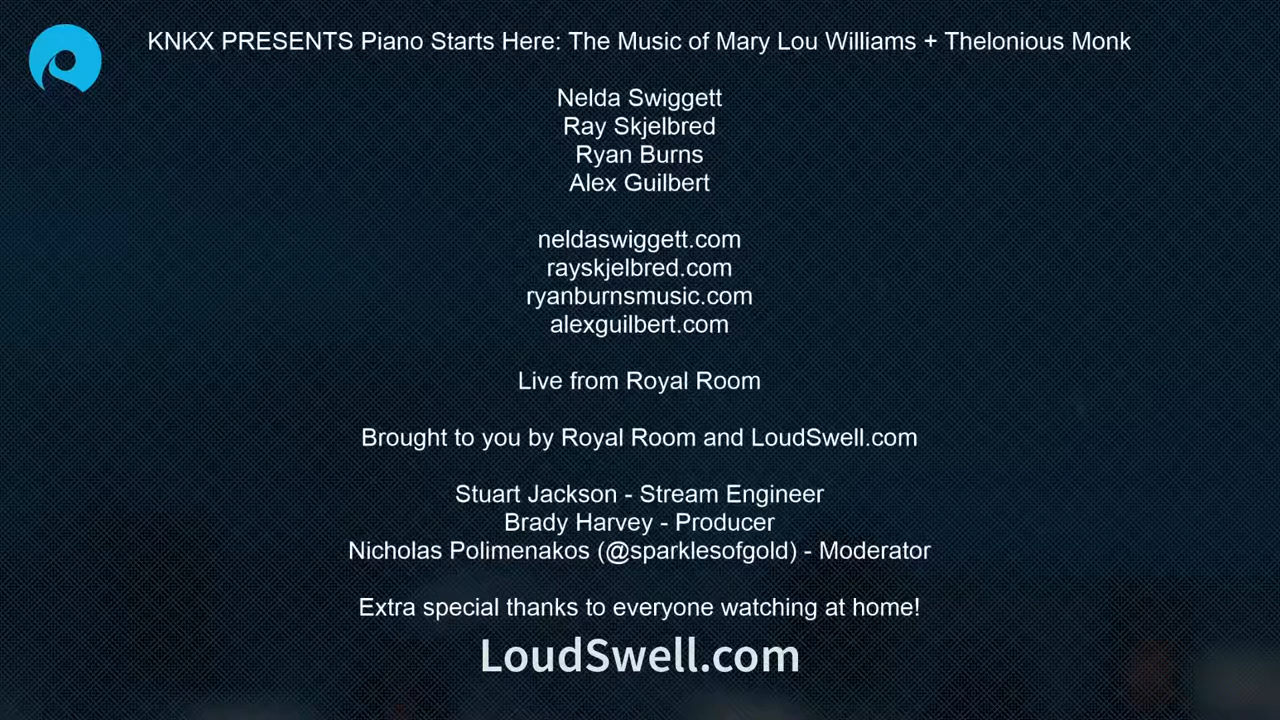 KNKX PRESENTS Piano Starts Here: The Music of Mary Lou Williams + Thelonious Monk
Nelda Swiggett
Ray Skjelbred
Ryan Burns
Alex Guilbert
neldaswiggett.com
rayskjelbred.com
ryanburnsmusic.com
alexguilbert.com
Live from Royal Room
Brought to you by Royal Room and LoudSwell.com
Stuart Jackson - Stream Engineer
Brady Harvey - Producer
Nicholas Polimenakos (@sparklesofgold) - Moderator
Extra special thanks to everyone watching at home!
LoudSwell.com